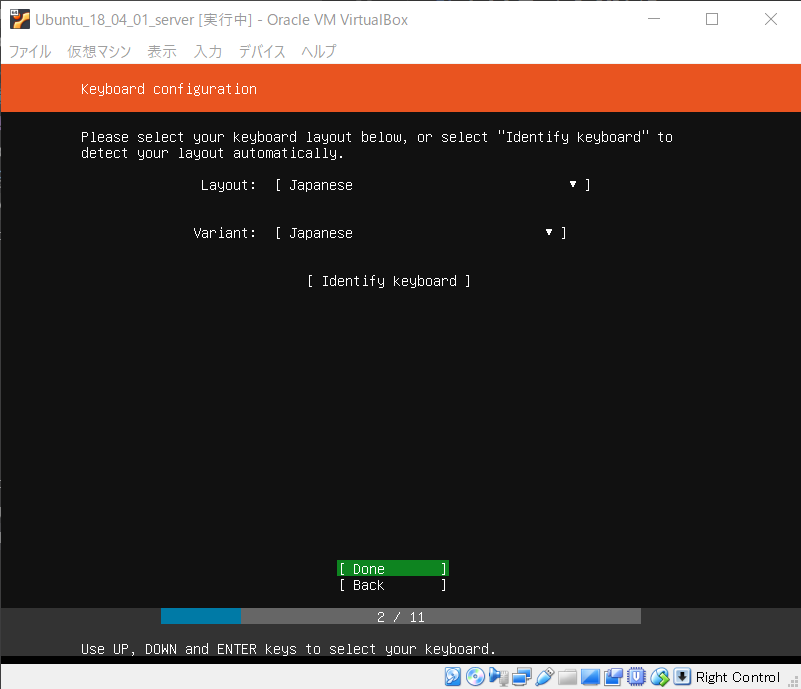 Ubuntu_18_04_01_server [実行中] - Oracle VM VirtualBox
ファイル 仮想マシン 表示 入力 デバイス ヘルプ
Keyboard configuration
Please select your keyboard layout below, or select "Identify keyboard" to
detect your layout automatically.
Layout: [ Japanese ▼ ]
Variant: [ Japanese ▼ ]
[ Identify keyboard ]
[ Done ]
[ Back ]
2 / 11
Use UP, DOWN and ENTER keys to select your keyboard.
Right Control